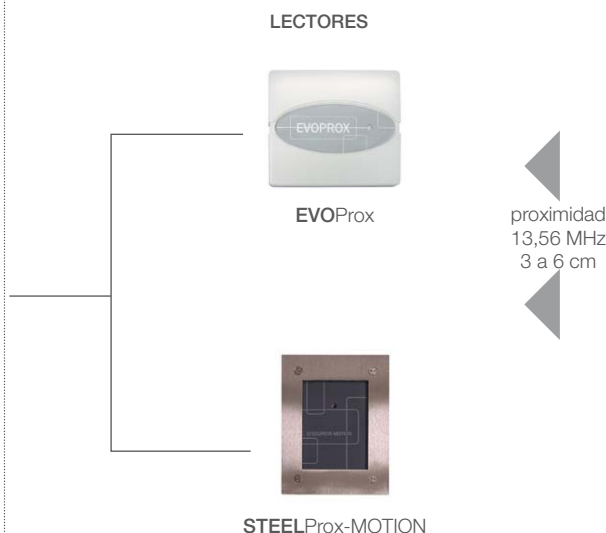 LECTORES
EVOPROX
EVOProx
proximidad
13,56 MHz
3 a 6 cm
STEELProx-MOTION